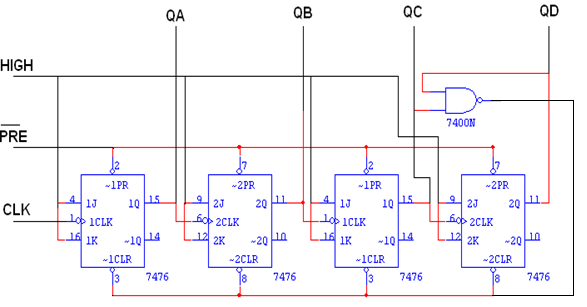 QA QB QC QD
HIGH
7400N
PRE
2 7 2 7
~1PR ~2PR ~1PR ~2PR
4 1J 1Q 15 9 2J 2Q 11 4 1J 1Q 15 9 2J 2Q 11
CLK 1 1CLK 6 2CLK 1 1CLK 6 2CLK
16 1K ~1Q 14 12 2K ~2Q 10 16 1K ~1Q 14 12 2K ~2Q 10
~1CLR ~2CLR ~1CLR ~2CLR
3 7476 8 7476 3 7476 8 7476